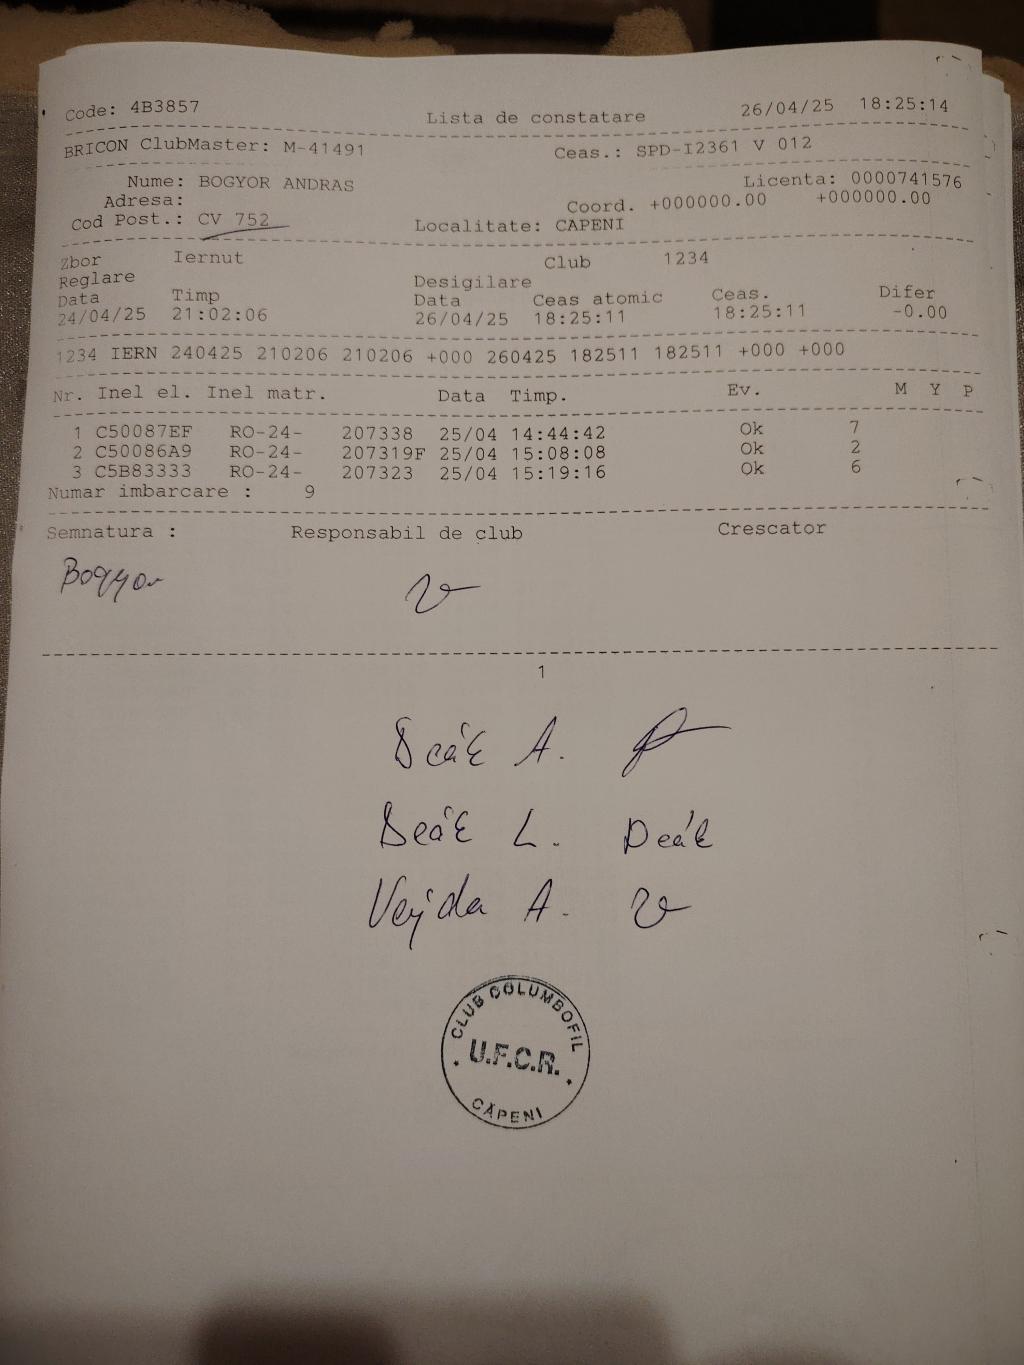 Code: 4B3857 Lista de constatare 26/04/25 18:25:14
BRICON ClubMaster: M-41491 Ceas.: SPD-I2361 V 012
Nume: BOGYOR ANDRAS Licenta: 0000741576
Adresa: Coord. +000000.00 +000000.00
Cod Post.: CV 752 Localitate: CAPENI
Zbor Iernut Club 1234
Reglare Desigilare
Data Timp Data Ceas atomic Ceas. Difer
24/04/25 21:02:06 26/04/25 18:25:11 18:25:11 -0.00
1234 IERN 240425 210206 210206 +000 260425 182511 182511 +000 +000
Nr. Inel el. Inel matr. Data Timp. Ev. M Y P
1 C50087EF RO-24- 207338 25/04 14:44:42 Ok 7
2 C50086A9 RO-24- 207319F 25/04 15:08:08 Ok 2
3 C5B83333 RO-24- 207323 25/04 15:19:16 Ok 6
Numar imbarcare : 9
Semnatura : Responsabil de club Crescator
Bogyor
1
Deák A.
Deák L. Deák
Vajda A.
CLUB COLUMBOFIL
U.F.C.R.
CĂPENI